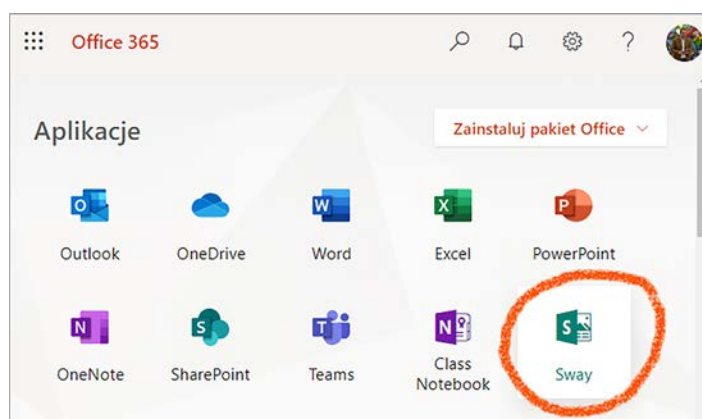 Office 365
?
Aplikacje
Zainstaluj pakiet Office
Outlook
OneDrive
Word
Excel
PowerPoint
OneNote
SharePoint
Teams
Class
Notebook
Sway